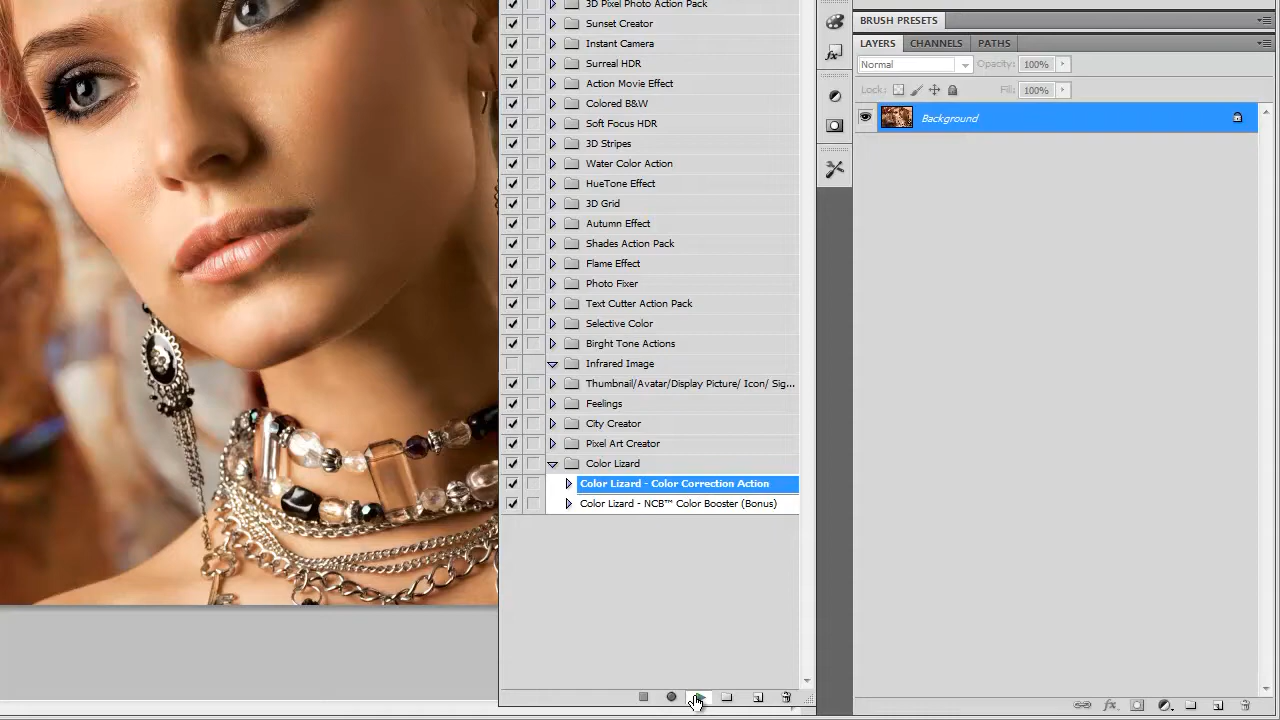 3D Pixel Photo Action Pack
Sunset Creator
Instant Camera
Surreal HDR
Action Movie Effect
Colored B&W
Soft Focus HDR
3D Stripes
Water Color Action
HueTone Effect
3D Grid
Autumn Effect
Shades Action Pack
Flame Effect
Photo Fixer
Text Cutter Action Pack
Selective Color
Birght Tone Actions
Infrared Image
Thumbnail/Avatar/Display Picture/ Icon/ Sig...
Feelings
City Creator
Pixel Art Creator
Color Lizard
Color Lizard - Color Correction Action
Color Lizard - NCB™ Color Booster (Bonus)
BRUSH PRESETS
LAYERS CHANNELS PATHS
Normal Opacity: 100%
Lock: Fill: 100%
Background